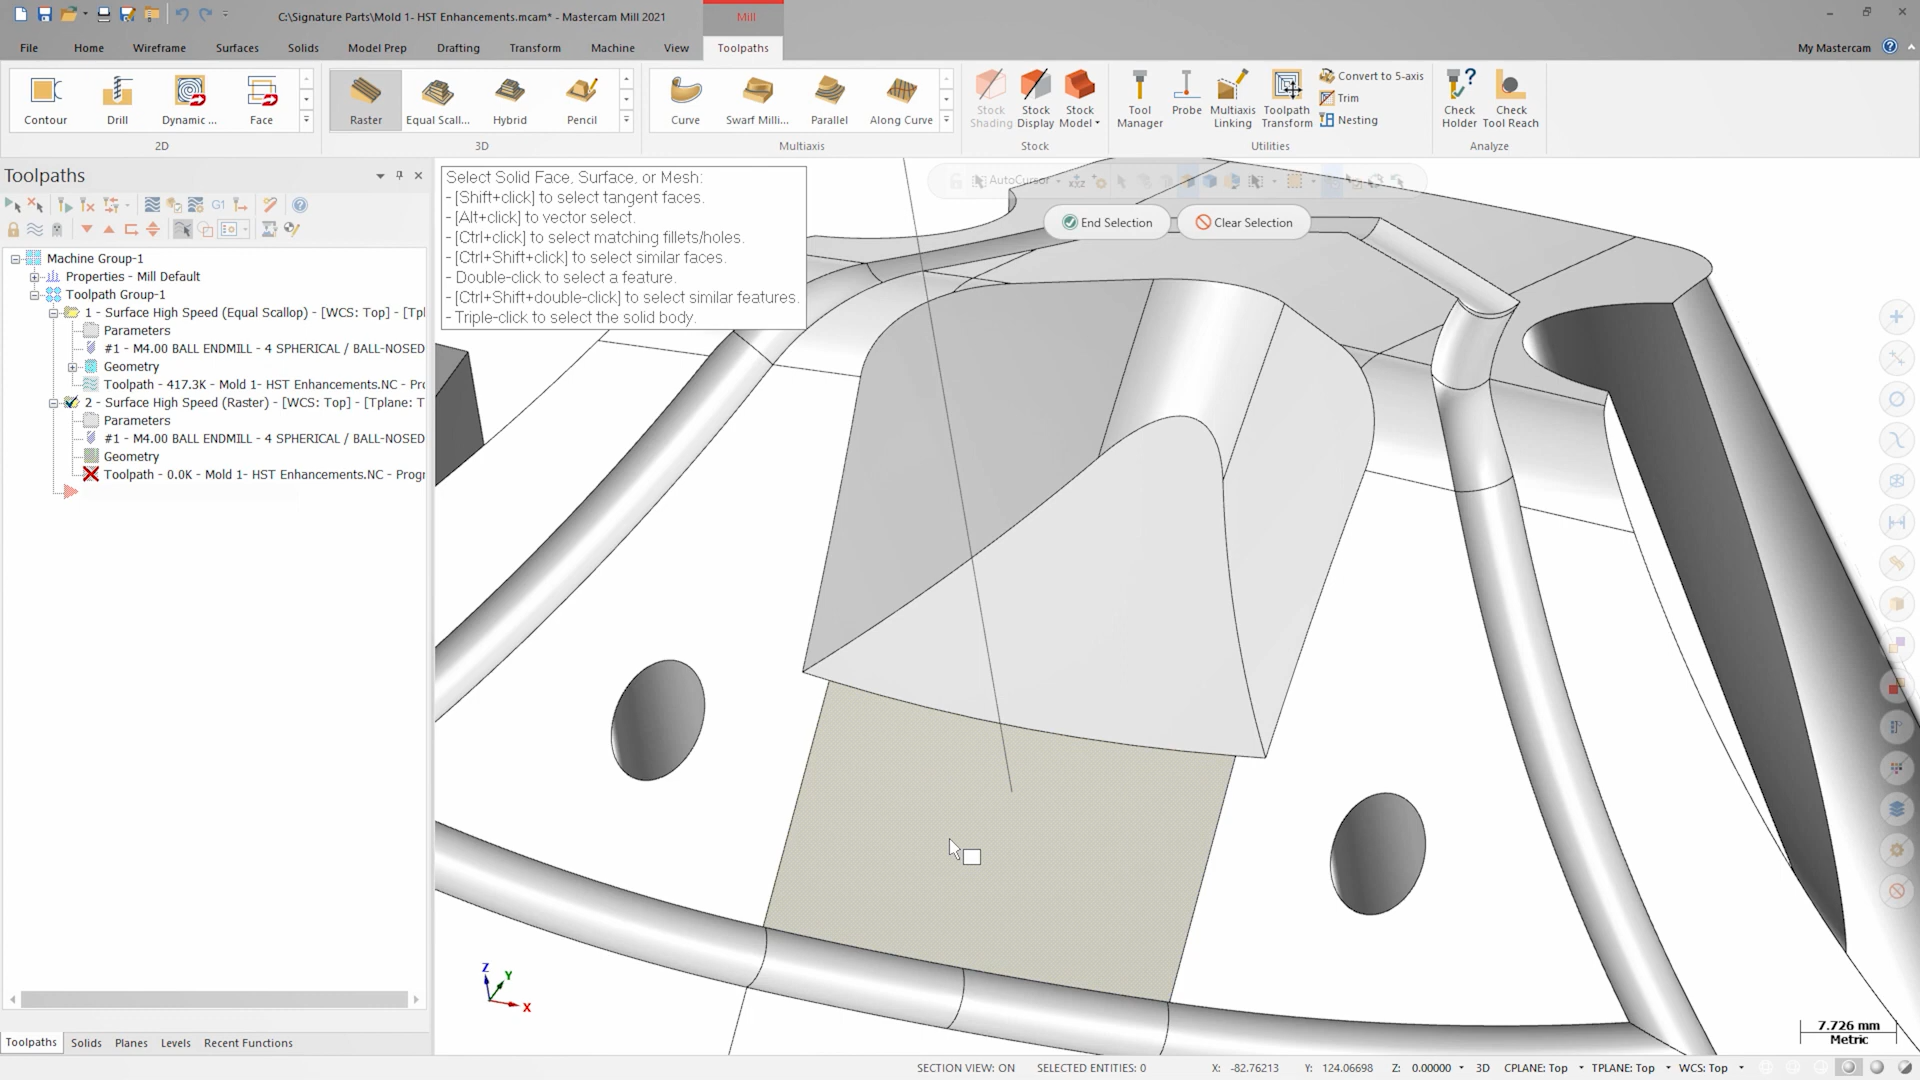 C:\Signature Parts\Mold 1- HST Enhancements.mcam* - Mastercam Mill 2021
Mill
File Home Wireframe Surfaces Solids Model Prep Drafting Transform Machine View Toolpaths My Mastercam
Contour Drill Dynamic ... Face
2D
Raster Equal Scall... Hybrid Pencil
3D
Curve Swarf Milli... Parallel Along Curve
Multiaxis
Stock Shading
Stock Display
Stock Model
Stock
Tool Manager
Probe
Multiaxis Linking
Toolpath Transform
Convert to 5-axis
Trim
Nesting
Utilities
Check Holder
Check Tool Reach
Analyze
Toolpaths
G1
Machine Group-1
Properties - Mill Default
Toolpath Group-1
1 - Surface High Speed (Equal Scallop) - [WCS: Top] - [Tpl
Parameters
#1 - M4.00 BALL ENDMILL - 4 SPHERICAL / BALL-NOSED
Geometry
Toolpath - 417.3K - Mold 1- HST Enhancements.NC - Pro
2 - Surface High Speed (Raster) - [WCS: Top] - [Tplane: T
Parameters
#1 - M4.00 BALL ENDMILL - 4 SPHERICAL / BALL-NOSED
Geometry
Toolpath - 0.0K - Mold 1- HST Enhancements.NC - Progr
Toolpaths Solids Planes Levels Recent Functions
Select Solid Face, Surface, or Mesh:
- [Shift+click] to select tangent faces.
- [Alt+click] to vector select.
- [Ctrl+click] to select matching fillets/holes.
- [Ctrl+Shift+click] to select similar faces.
- Double-click to select a feature.
- [Ctrl+Shift+double-click] to select similar features.
- Triple-click to select the solid body.
AutoCursor
XYZ
End Selection Clear Selection
Z
Y
X
7.726 mm
Metric
SECTION VIEW: ON SELECTED ENTITIES: 0 X: -82.76213 Y: 124.06698 Z: 0.00000 3D CPLANE: Top TPLANE: Top WCS: Top